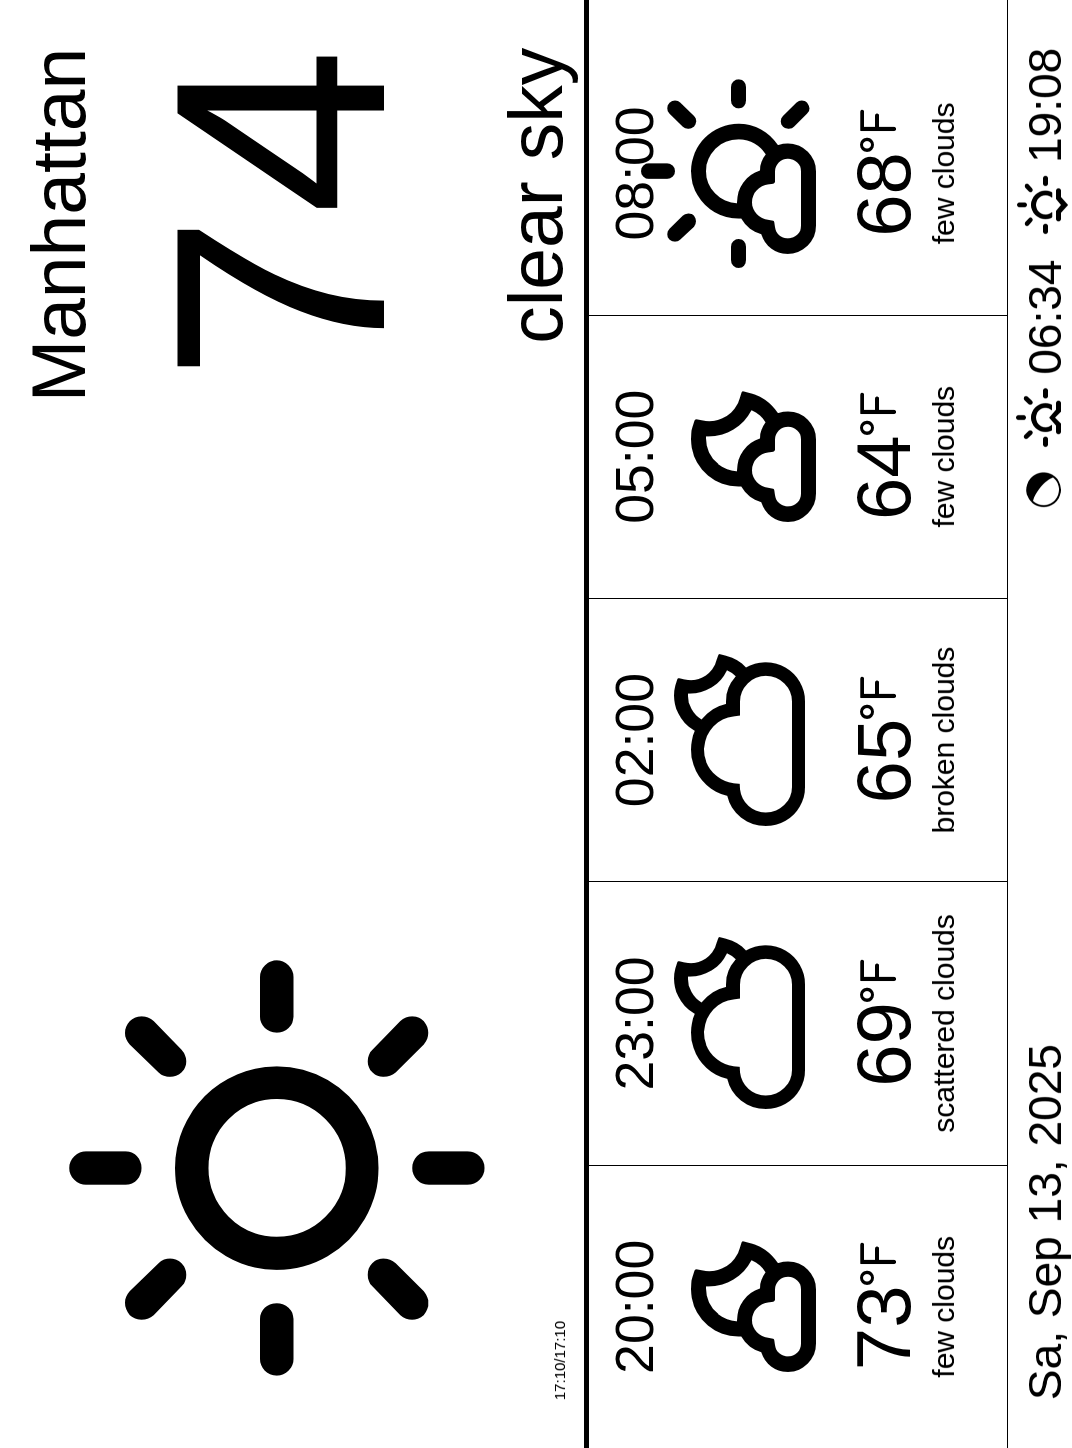 Manhattan
74
clear sky
17:10/17:10
20:00
73°F
few clouds
23:00
69°F
scattered clouds
02:00
65°F
broken clouds
05:00
64°F
few clouds
08:00
68°F
few clouds
Sa, Sep 13, 2025
06:34
19:08